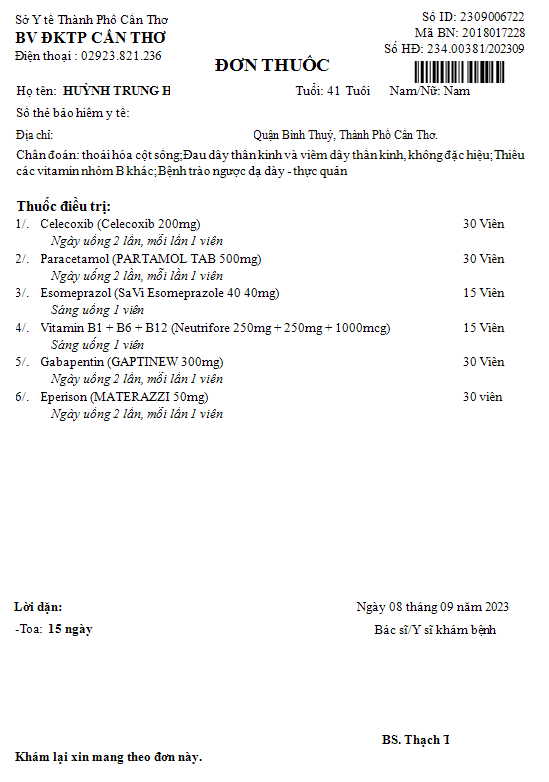 Sở Y tế Thành Phố Cần Thơ
Số ID: 2309006722
BV ĐKTP CẦN THƠ
Mã BN: 2018017228
Điện thoại : 02923.821.236
Số HĐ: 234.00381/202309
ĐƠN THUỐC
Họ tên: HUỲNH TRUNG H
Tuổi: 41 Tuổi Nam/Nữ: Nam
Số thẻ bảo hiểm y tế:
Địa chỉ: Quận Bình Thuỷ, Thành Phố Cần Thơ.
Chẩn đoán: thoái hóa cột sống;Đau dây thần kinh và viêm dây thần kinh, không đặc hiệu;Thiếu
các vitamin nhóm B khác;Bệnh trào ngược dạ dày - thực quản
Thuốc điều trị:
1/. Celecoxib (Celecoxib 200mg) 30 Viên
Ngày uống 2 lần, mỗi lần 1 viên
2/. Paracetamol (PARTAMOL TAB 500mg) 30 Viên
Ngày uống 2 lần, mỗi lần 1 viên
3/. Esomeprazol (SaVi Esomeprazole 40 40mg) 15 Viên
Sáng uống 1 viên
4/. Vitamin B1 + B6 + B12 (Neutrifore 250mg + 250mg + 1000mcg) 15 Viên
Sáng uống 1 viên
5/. Gabapentin (GAPTINEW 300mg) 30 Viên
Ngày uống 2 lần, mỗi lần 1 viên
6/. Eperison (MATERAZZI 50mg) 30 viên
Ngày uống 2 lần, mỗi lần 1 viên
Lời dặn:
Ngày 08 tháng 09 năm 2023
-Toa: 15 ngày
Bác sĩ/Y sĩ khám bệnh
BS. Thạch T
Khám lại xin mang theo đơn này.